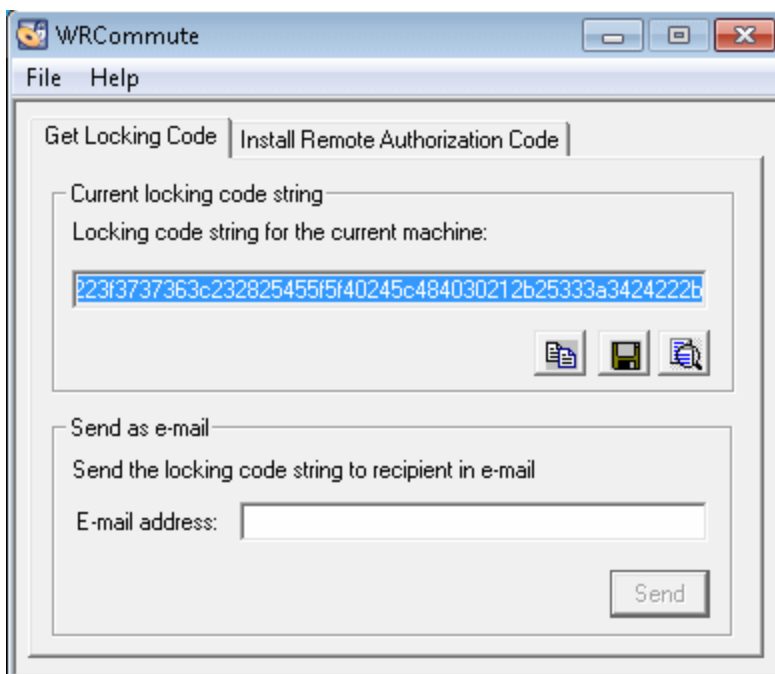 WRCommute
File Help
Get Locking Code Install Remote Authorization Code
Current locking code string
Locking code string for the current machine:
223f3737363c232825455f5f40245c484030212b25333a3424222b
Send as e-mail
Send the locking code string to recipient in e-mail
E-mail address:
Send